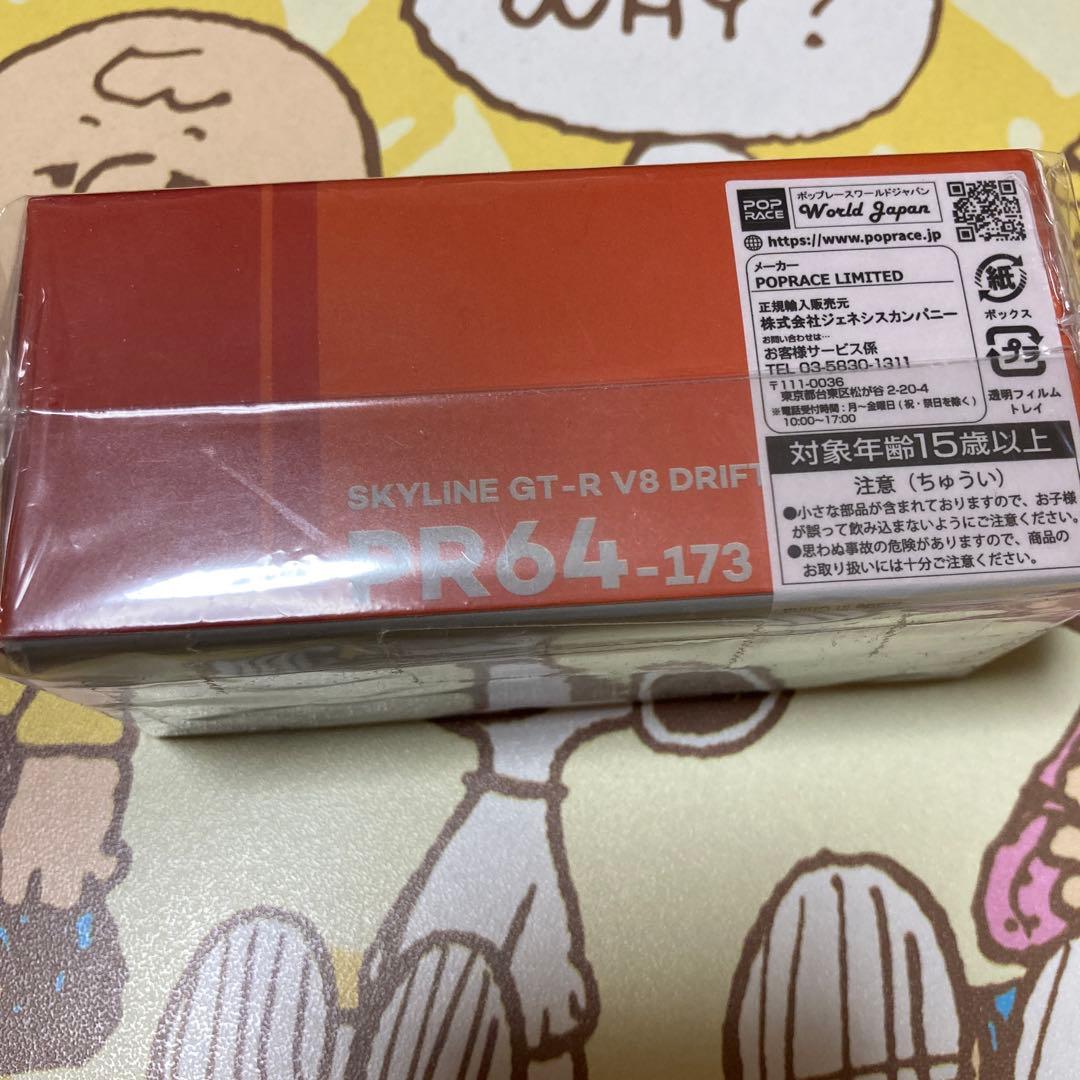 WHY?
POP
RACE
ポップレースワールドジャパン
World Japan
https://www.poprace.jp
メーカー
POPRACE LIMITED
正規輸入販売元
株式会社ジェネシスカンパニー
お問い合わせは…
お客様サービス係
TEL 03-5830-1311
〒111-0036
東京都台東区松が谷 2-20-4
※電話受付時間:月~金曜日(祝・祭日を除く)
10:00~17:00
紙
ボックス
プラ
透明フィルム
トレイ
対象年齢15歳以上
注意(ちゅうい)
●小さな部品が含まれておりますので、お子様
が誤って飲み込まないようにご注意ください。
●思わぬ事故の危険がありますので、商品の
お取り扱いには十分ご注意ください。
SKYLINE GT-R V8 DRIFT
PR64-173